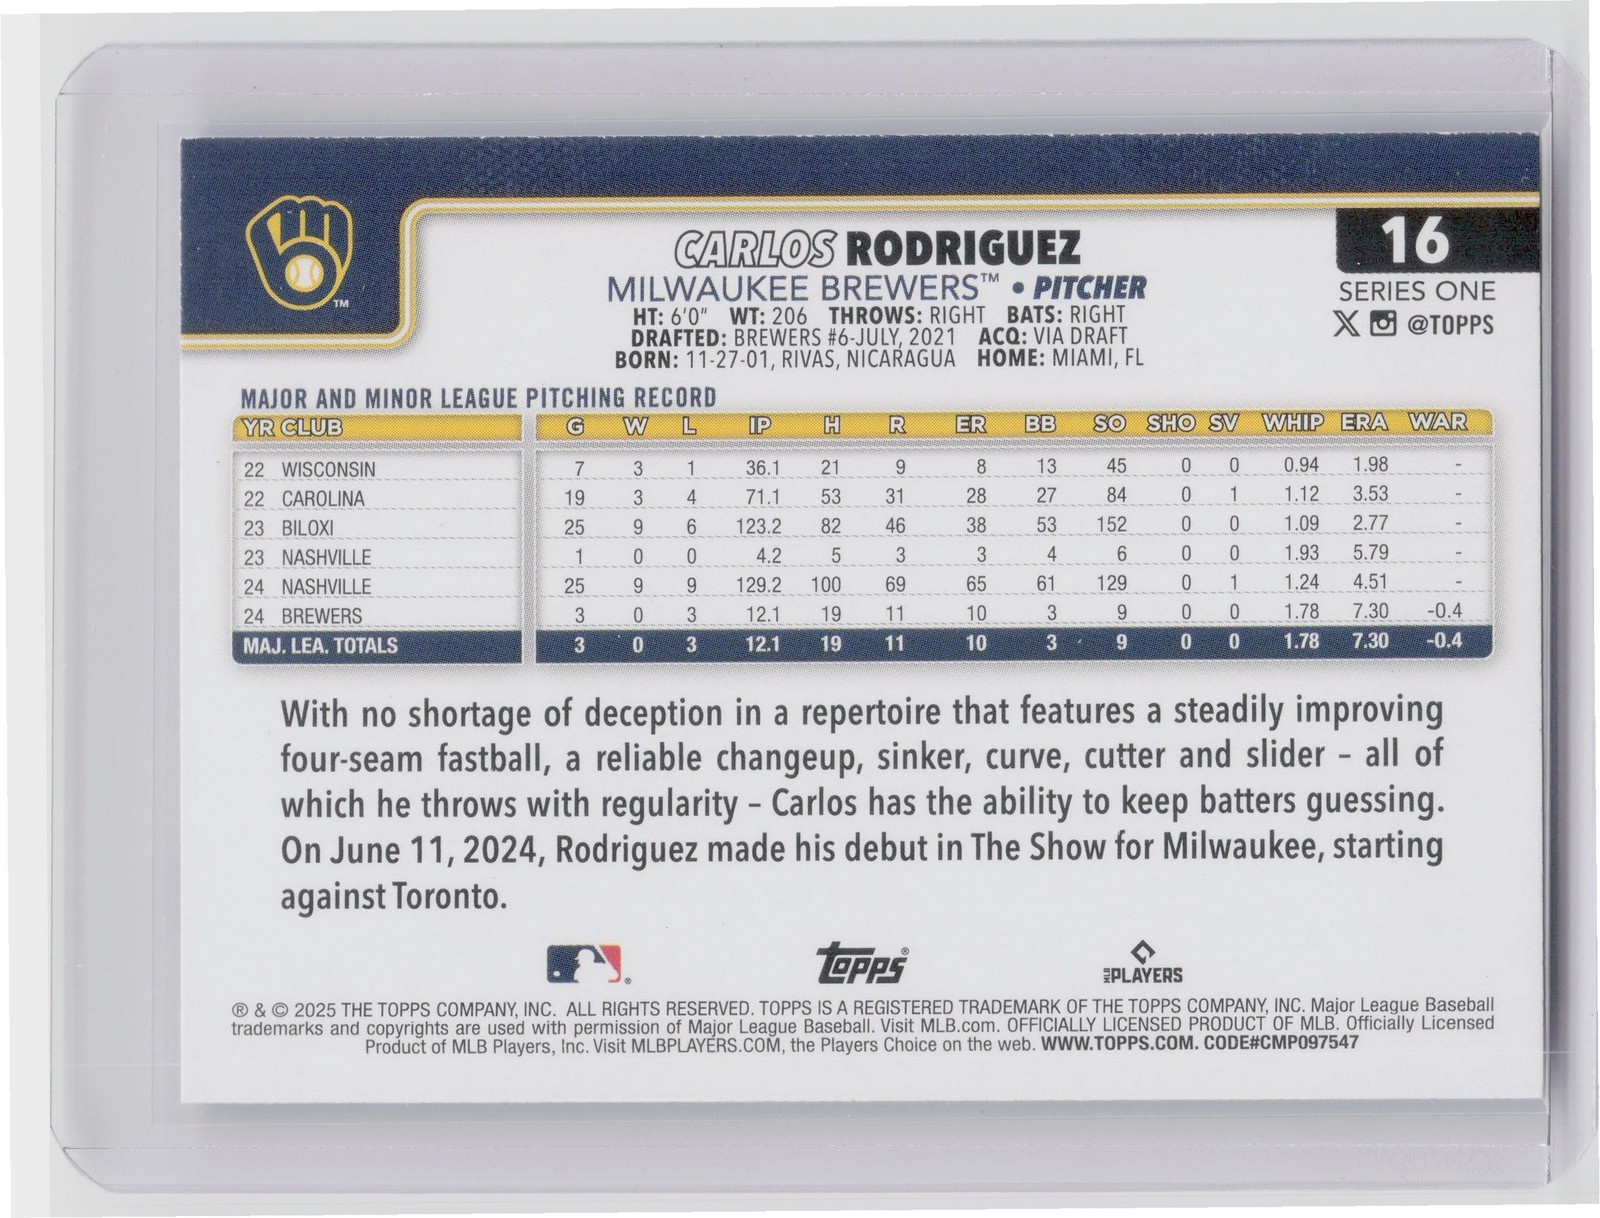 TM
CARLOS RODRIGUEZ
MILWAUKEE BREWERS™ • PITCHER
HT: 6'0" WT: 206 THROWS: RIGHT BATS: RIGHT
DRAFTED: BREWERS #6-JULY, 2021 ACQ: VIA DRAFT
BORN: 11-27-01, RIVAS, NICARAGUA HOME: MIAMI, FL
16
SERIES ONE
X @TOPPS
MAJOR AND MINOR LEAGUE PITCHING RECORD
YR CLUB G W L IP H R ER BB SO SHO SV WHIP ERA WAR
22 WISCONSIN 7 3 1 36.1 21 9 8 13 45 0 0 0.94 1.98 -
22 CAROLINA 19 3 4 71.1 53 31 28 27 84 0 1 1.12 3.53 -
23 BILOXI 25 9 6 123.2 82 46 38 53 152 0 0 1.09 2.77 -
23 NASHVILLE 1 0 0 4.2 5 3 3 4 6 0 0 1.93 5.79 -
24 NASHVILLE 25 9 9 129.2 100 69 65 61 129 0 1 1.24 4.51 -
24 BREWERS 3 0 3 12.1 19 11 10 3 9 0 0 1.78 7.30 -0.4
MAJ. LEA. TOTALS 3 0 3 12.1 19 11 10 3 9 0 0 1.78 7.30 -0.4
With no shortage of deception in a repertoire that features a steadily improving
four-seam fastball, a reliable changeup, sinker, curve, cutter and slider – all of
which he throws with regularity – Carlos has the ability to keep batters guessing.
On June 11, 2024, Rodriguez made his debut in The Show for Milwaukee, starting
against Toronto.
® Topps® MLB PLAYERS
® & © 2025 THE TOPPS COMPANY, INC. ALL RIGHTS RESERVED. TOPPS IS A REGISTERED TRADEMARK OF THE TOPPS COMPANY, INC. Major League Baseball
trademarks and copyrights are used with permission of Major League Baseball. Visit MLB.com. OFFICIALLY LICENSED PRODUCT OF MLB. Officially Licensed
Product of MLB Players, Inc. Visit MLBPLAYERS.COM, the Players Choice on the web. WWW.TOPPS.COM. CODE#CMP097547